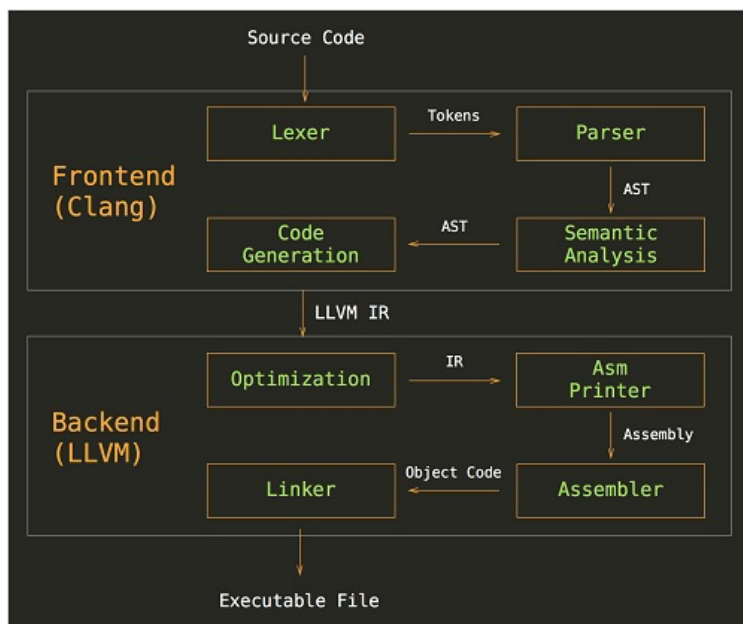 Source Code
Lexer
Tokens
Parser
Frontend
(Clang)
AST
Code
Generation
AST
Semantic
Analysis
LLVM IR
Optimization
IR
Asm
Printer
Backend
(LLVM)
Assembly
Linker
Object Code
Assembler
Executable File